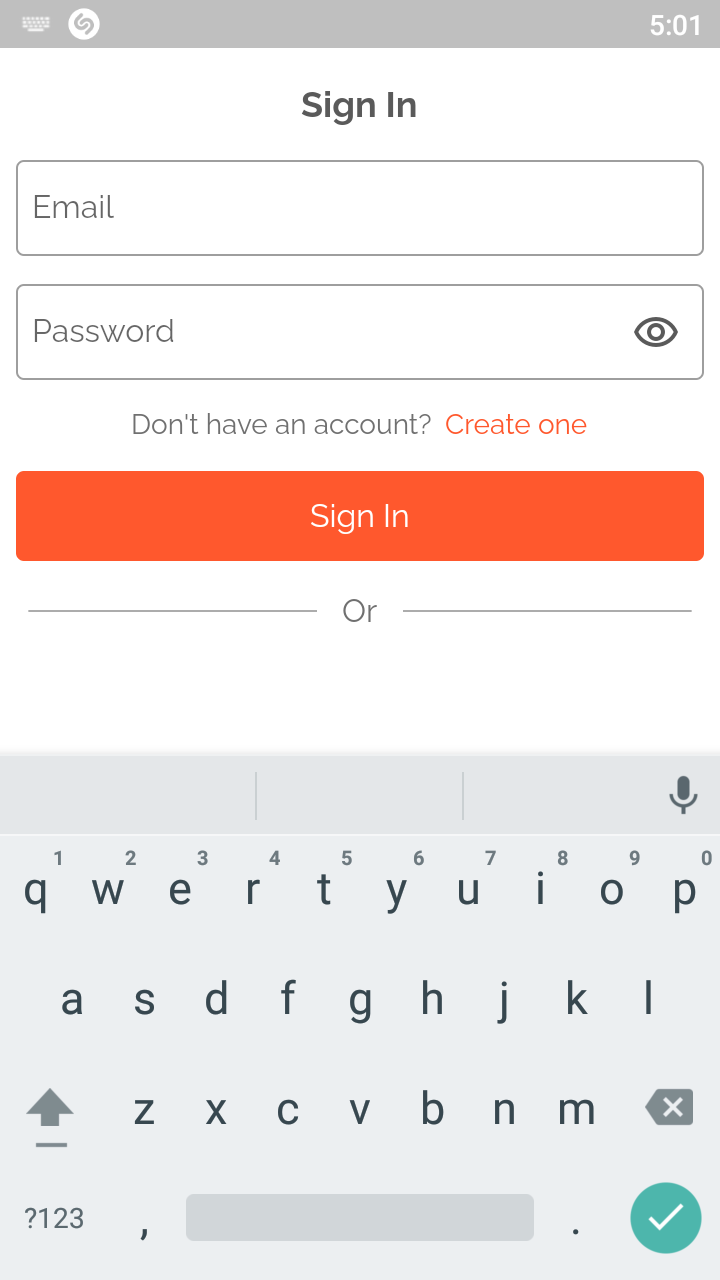 5:01
Sign In
Email
Password
Don't have an account? Create one
Sign In
Or
1 2 3 4 5 6 7 8 9 0
q w e r t y u i o p
a s d f g h j k l
z x c v b n m
?123 , .